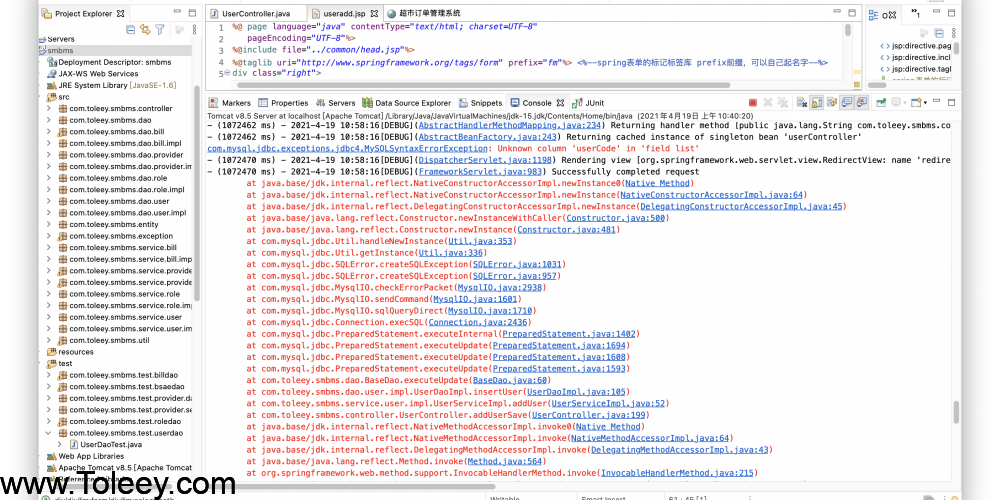 Project Explorer
UserController.java
useradd.jsp
超市订单管理系统
Servers
smbms
Deployment Descriptor: smbms
JAX-WS Web Services
JRE System Library [JavaSE-1.6]
src
com.toleey.smbms.controller
com.toleey.smbms.dao
com.toleey.smbms.dao.bill
com.toleey.smbms.dao.bill.impl
com.toleey.smbms.dao.provider
com.toleey.smbms.dao.provider.im
com.toleey.smbms.dao.role
com.toleey.smbms.dao.role.impl
com.toleey.smbms.dao.user
com.toleey.smbms.dao.user.impl
com.toleey.smbms.entity
com.toleey.smbms.exception
com.toleey.smbms.service.bill
com.toleey.smbms.service.bill.imp
com.toleey.smbms.service.provide
com.toleey.smbms.service.provide
com.toleey.smbms.service.role
com.toleey.smbms.service.role.im
com.toleey.smbms.service.user
com.toleey.smbms.service.user.im
com.toleey.smbms.util
resources
test
com.toleey.smbms.test.billdao
com.toleey.smbms.test.bsaedao
com.toleey.smbms.test.provider.da
com.toleey.smbms.test.provider.se
com.toleey.smbms.test.roledao
com.toleey.smbms.test.userdao
UserDaoTest.java
Web App Libraries
Apache Tomcat v8.5 [Apache Tomcat
1 %@ page language="java" contentType="text/html; charset=UTF-8"
2 pageEncoding="UTF-8"%>
3 %@include file="../common/head.jsp"%>
4 %@taglib uri="http://www.springframework.org/tags/form" prefix="fm"%> <%--spring表单的标记标签库 prefix前缀, 可以自己起名字--%>
5 div class="right">
jsp:directive.pag
jsp:directive.incl
jsp:directive.tagl
Markers Properties Servers Data Source Explorer Snippets Console JUnit
Tomcat v8.5 Server at localhost [Apache Tomcat] /Library/Java/JavaVirtualMachines/jdk-15.jdk/Contents/Home/bin/java (2021年4月19日 上午10:40:20)
- (1072462 ms) - 2021-4-19 10:58:16[DEBUG](AbstractHandlerMethodMapping.java:234) Returning handler method [public java.lang.String com.toleey.smbms.co
- (1072462 ms) - 2021-4-19 10:58:16[DEBUG](AbstractBeanFactory.java:243) Returning cached instance of singleton bean 'userController'
com.mysql.jdbc.exceptions.jdbc4.MySQLSyntaxErrorException: Unknown column 'userCode' in 'field list'
- (1072470 ms) - 2021-4-19 10:58:16[DEBUG](DispatcherServlet.java:1198) Rendering view [org.springframework.web.servlet.view.RedirectView: name 'redire
- (1072470 ms) - 2021-4-19 10:58:16[DEBUG](FrameworkServlet.java:983) Successfully completed request
at java.base/jdk.internal.reflect.NativeConstructorAccessorImpl.newInstance0(Native Method)
at java.base/jdk.internal.reflect.NativeConstructorAccessorImpl.newInstance(NativeConstructorAccessorImpl.java:64)
at java.base/jdk.internal.reflect.DelegatingConstructorAccessorImpl.newInstance(DelegatingConstructorAccessorImpl.java:45)
at java.base/java.lang.reflect.Constructor.newInstanceWithCaller(Constructor.java:500)
at java.base/java.lang.reflect.Constructor.newInstance(Constructor.java:481)
at com.mysql.jdbc.Util.handleNewInstance(Util.java:353)
at com.mysql.jdbc.Util.getInstance(Util.java:336)
at com.mysql.jdbc.SQLError.createSQLException(SQLError.java:1031)
at com.mysql.jdbc.SQLError.createSQLException(SQLError.java:957)
at com.mysql.jdbc.MysqlIO.checkErrorPacket(MysqlIO.java:2938)
at com.mysql.jdbc.MysqlIO.sendCommand(MysqlIO.java:1601)
at com.mysql.jdbc.MysqlIO.sqlQueryDirect(MysqlIO.java:1710)
at com.mysql.jdbc.Connection.execSQL(Connection.java:2436)
at com.mysql.jdbc.PreparedStatement.executeInternal(PreparedStatement.java:1402)
at com.mysql.jdbc.PreparedStatement.executeUpdate(PreparedStatement.java:1694)
at com.mysql.jdbc.PreparedStatement.executeUpdate(PreparedStatement.java:1608)
at com.mysql.jdbc.PreparedStatement.executeUpdate(PreparedStatement.java:1593)
at com.toleey.smbms.dao.BaseDao.executeUpdate(BaseDao.java:60)
at com.toleey.smbms.dao.user.impl.UserDaoImpl.insertUser(UserDaoImpl.java:105)
at com.toleey.smbms.service.user.impl.UserServiceImpl.addUser(UserServiceImpl.java:52)
at com.toleey.smbms.controller.UserController.addUserSave(UserController.java:199)
at java.base/jdk.internal.reflect.NativeMethodAccessorImpl.invoke0(Native Method)
at java.base/jdk.internal.reflect.NativeMethodAccessorImpl.invoke(NativeMethodAccessorImpl.java:64)
at java.base/jdk.internal.reflect.DelegatingMethodAccessorImpl.invoke(DelegatingMethodAccessorImpl.java:43)
at java.base/java.lang.reflect.Method.invoke(Method.java:564)
at org.springframework.web.method.support.InvocableHandlerMethod.invoke(InvocableHandlerMethod.java:215)
www.Toleey.com